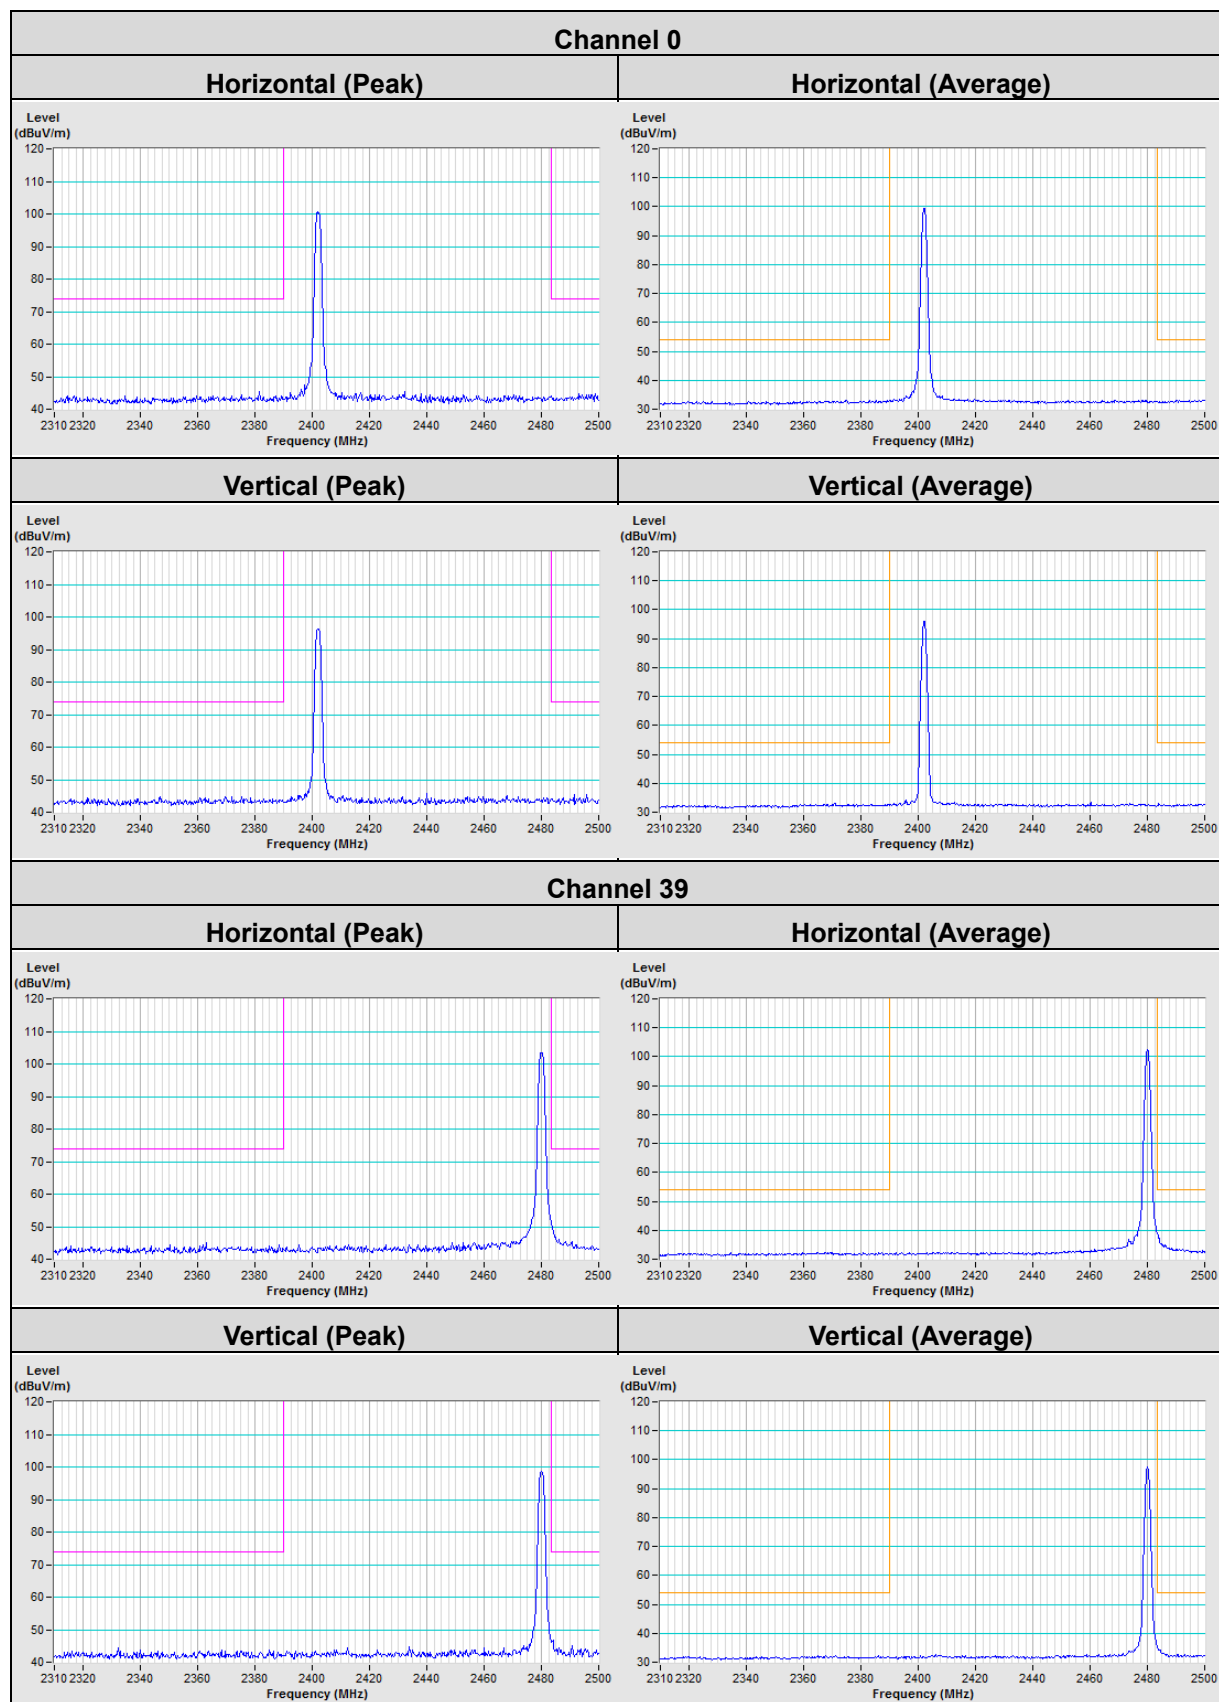 Channel 0
Horizontal (Peak) Horizontal (Average)
Level Level
(dBuV/m) (dBuV/m)
120 120
110 110
100 100
90 90
80 80
70 70
60 60
50 50
40 40
30
2310 2320 2340 2360 2380 2400 2420 2440 2460 2480 2500 2310 2320 2340 2360 2380 2400 2420 2440 2460 2480 2500
Frequency (MHz) Frequency (MHz)
Vertical (Peak) Vertical (Average)
Level Level
(dBuV/m) (dBuV/m)
120 120
110 110
100 100
90 90
80 80
70 70
60 60
50 50
40 40
30
2310 2320 2340 2360 2380 2400 2420 2440 2460 2480 2500 2310 2320 2340 2360 2380 2400 2420 2440 2460 2480 2500
Frequency (MHz) Frequency (MHz)
Channel 39
Horizontal (Peak) Horizontal (Average)
Level Level
(dBuV/m) (dBuV/m)
120 120
110 110
100 100
90 90
80 80
70 70
60 60
50 50
40 40
30
2310 2320 2340 2360 2380 2400 2420 2440 2460 2480 2500 2310 2320 2340 2360 2380 2400 2420 2440 2460 2480 2500
Frequency (MHz) Frequency (MHz)
Vertical (Peak) Vertical (Average)
Level Level
(dBuV/m) (dBuV/m)
120 120
110 110
100 100
90 90
80 80
70 70
60 60
50 50
40 40
30
2310 2320 2340 2360 2380 2400 2420 2440 2460 2480 2500 2310 2320 2340 2360 2380 2400 2420 2440 2460 2480 2500
Frequency (MHz) Frequency (MHz)